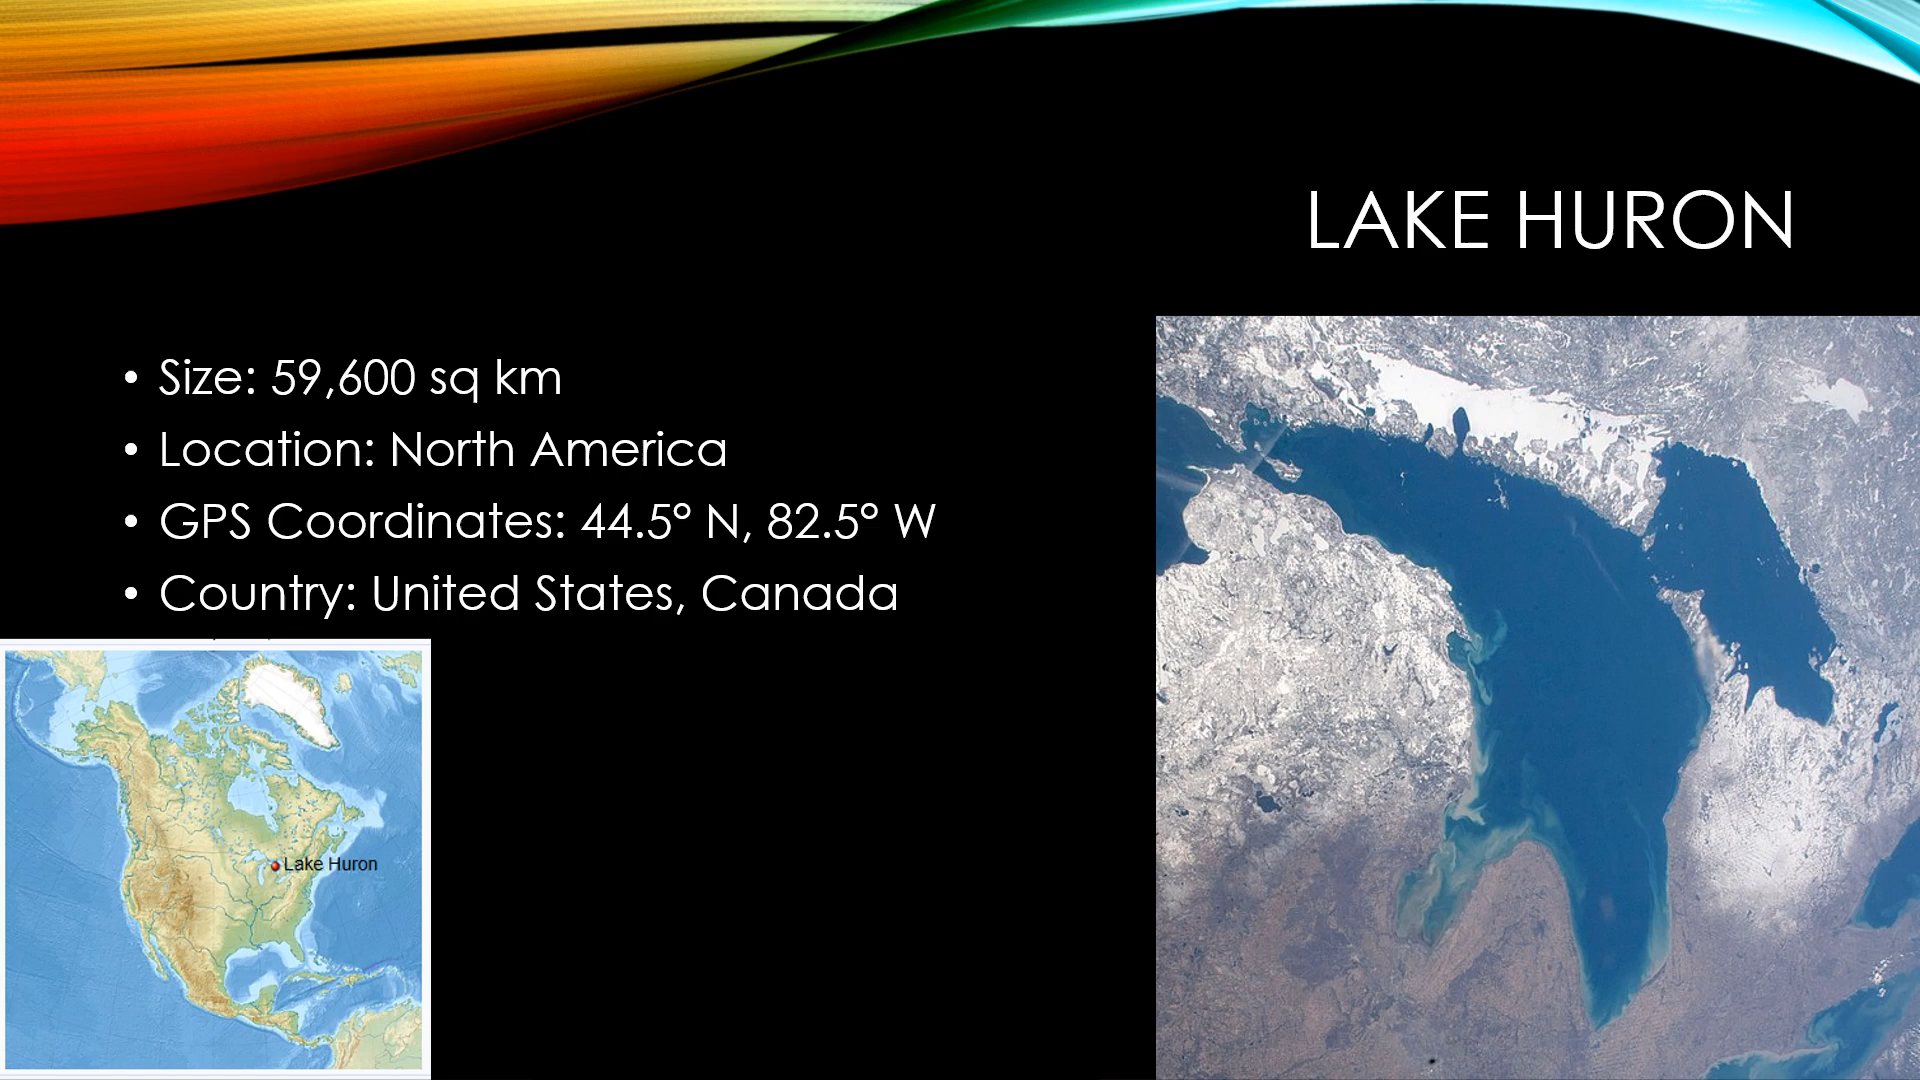 LAKE HURON
• Size: 59,600 sq km
• Location: North America
• GPS Coordinates: 44.5° N, 82.5° W
• Country: United States, Canada
Lake Huron